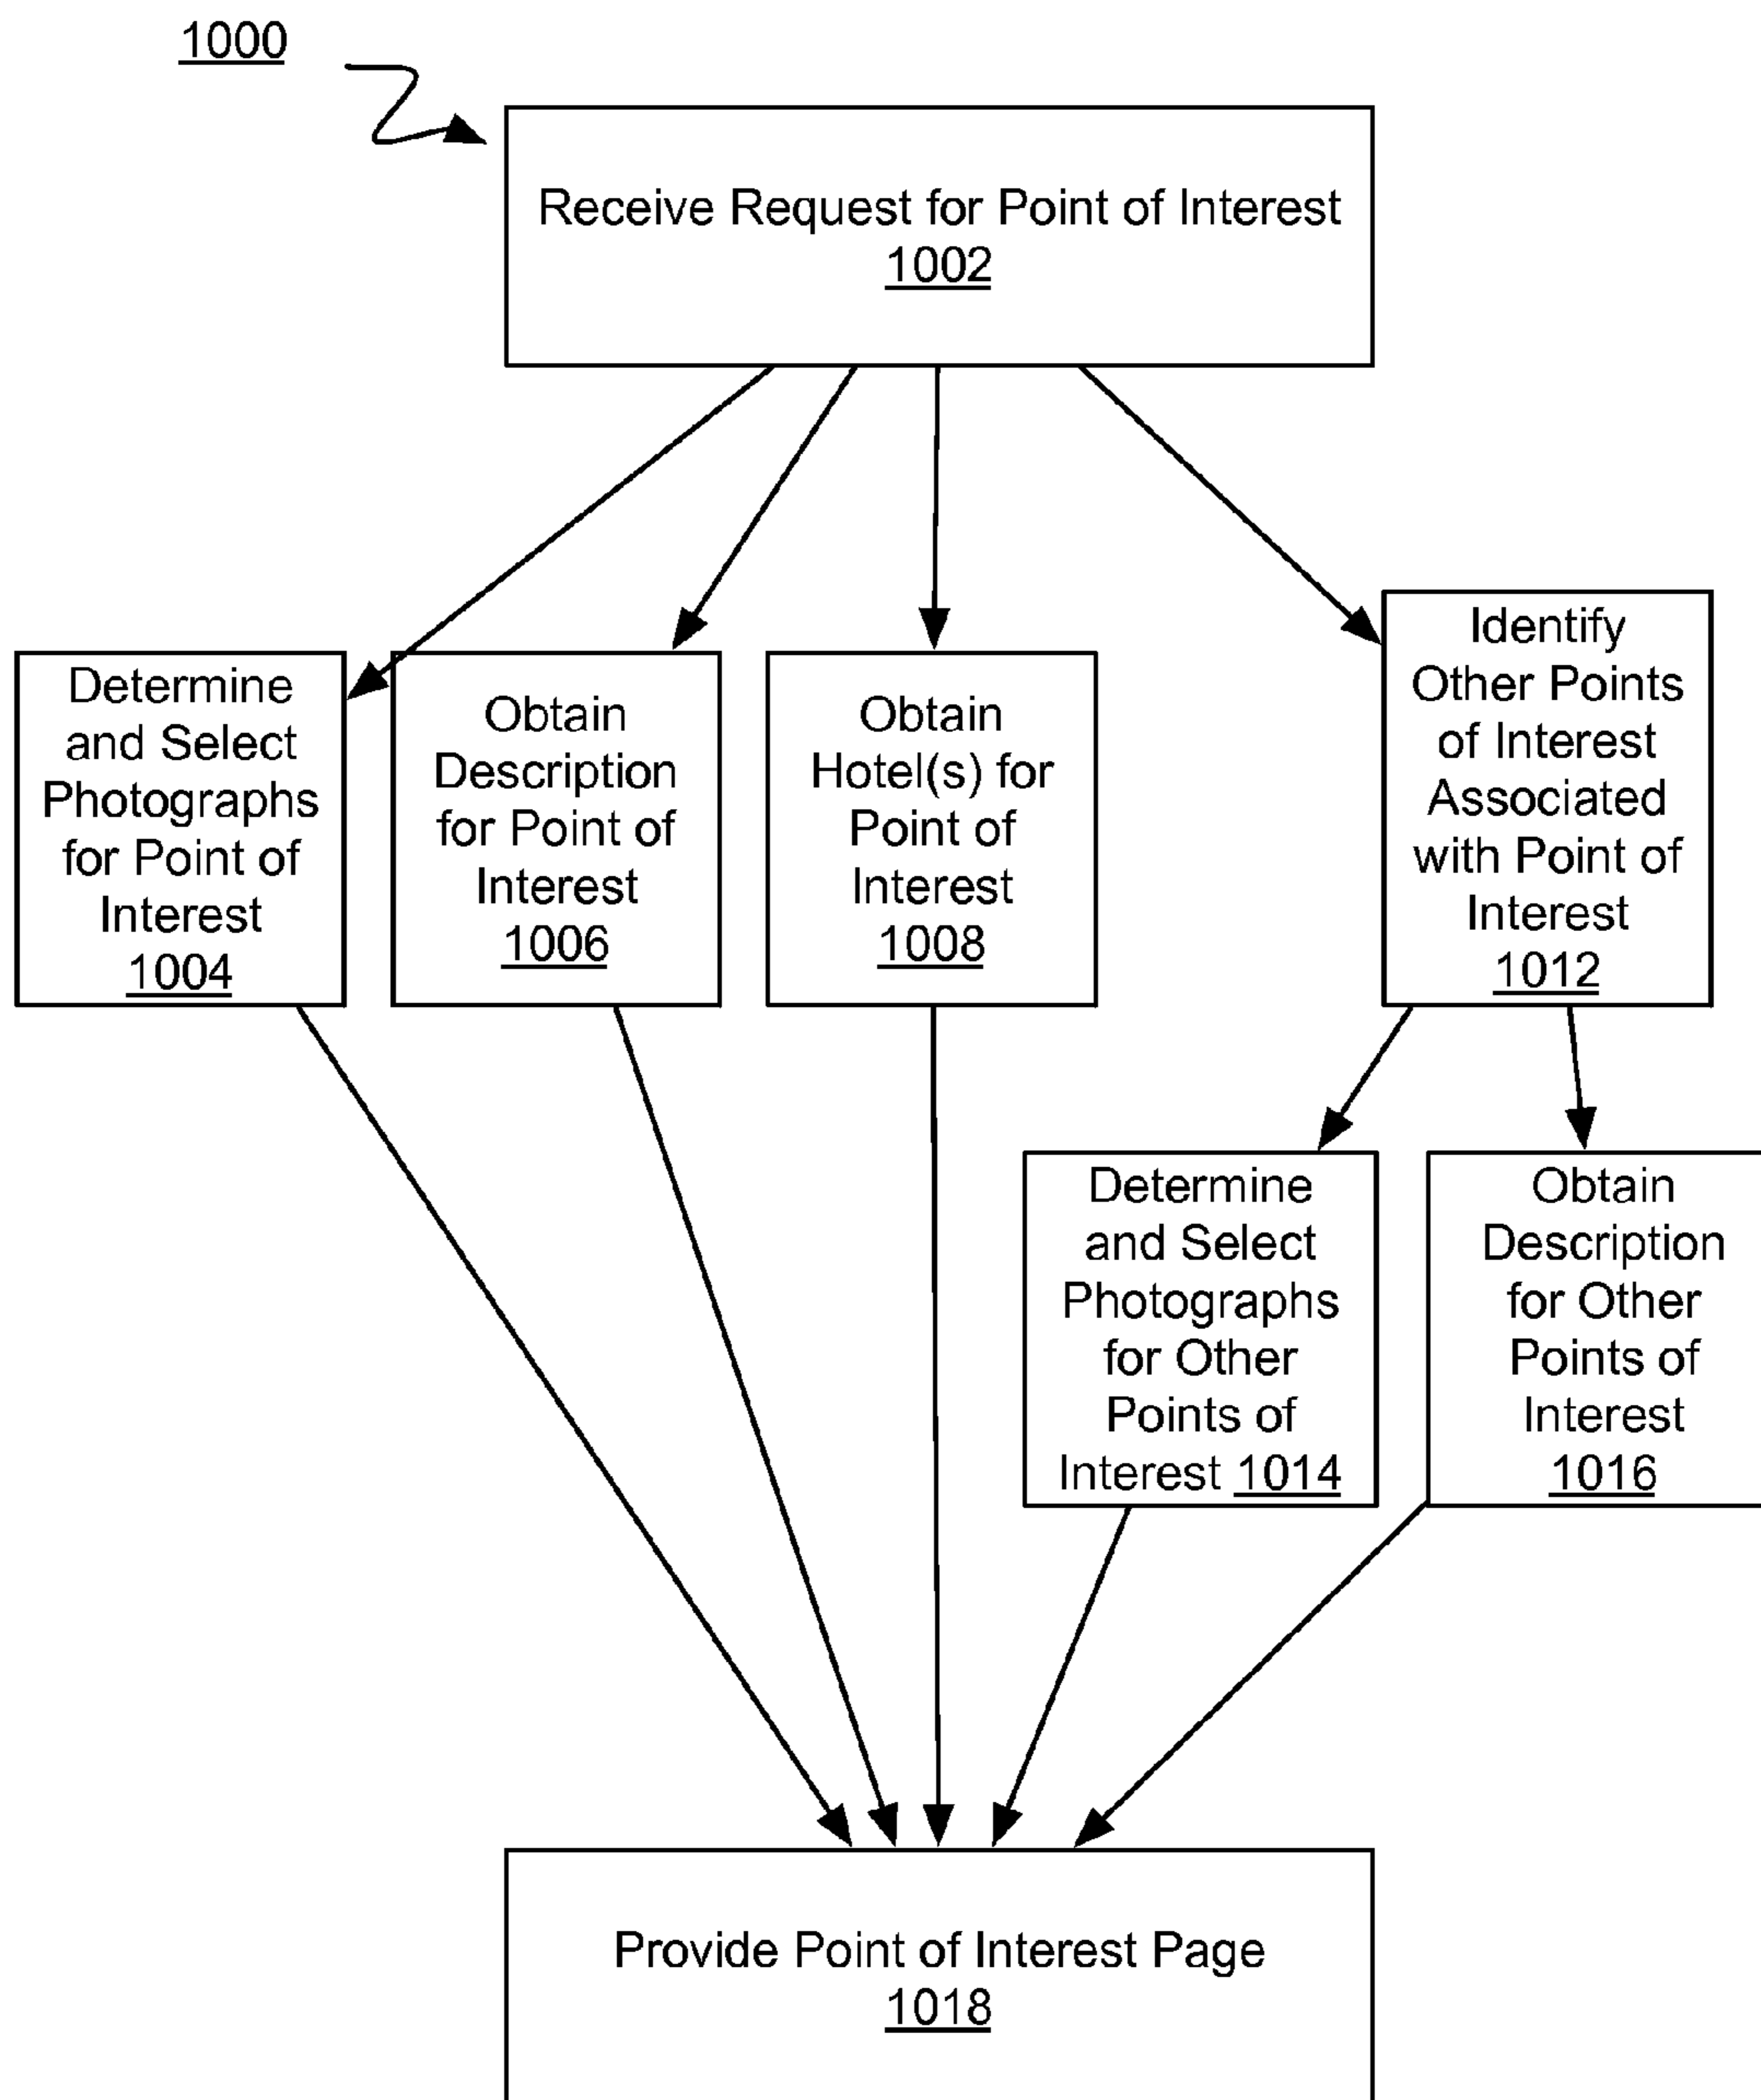 1000
Receive Request for Point of Interest
1002
Determine
and Select
Photographs
for Point of
Interest
1004
Obtain
Description
for Point of
Interest
1006
Obtain
Hotel(s) for
Point of
Interest
1008
Identify
Other Points
of Interest
Associated
with Point of
Interest
1012
Determine
and Select
Photographs
for Other
Points of
Interest 1014
Obtain
Description
for Other
Points of
Interest
1016
Provide Point of Interest Page
1018